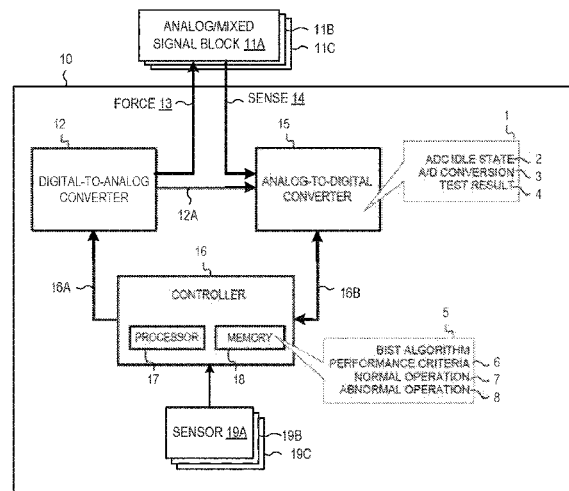 ANALOG/MIXED
SIGNAL BLOCK 11A
11B
11C
10
FORCE 13
SENSE 14
12
15
1
DIGITAL-TO-ANALOG
CONVERTER
ANALOG-TO-DIGITAL
CONVERTER
ADC IDLE STATE 2
A/D CONVERSION 3
TEST RESULT 4
12A
16A
16
16B
CONTROLLER
5
PROCESSOR
MEMORY
17
18
BIST ALGORITHM
PERFORMANCE CRITERIA 6
NORMAL OPERATION 7
ABNORMAL OPERATION 8
SENSOR 19A
19B
19C